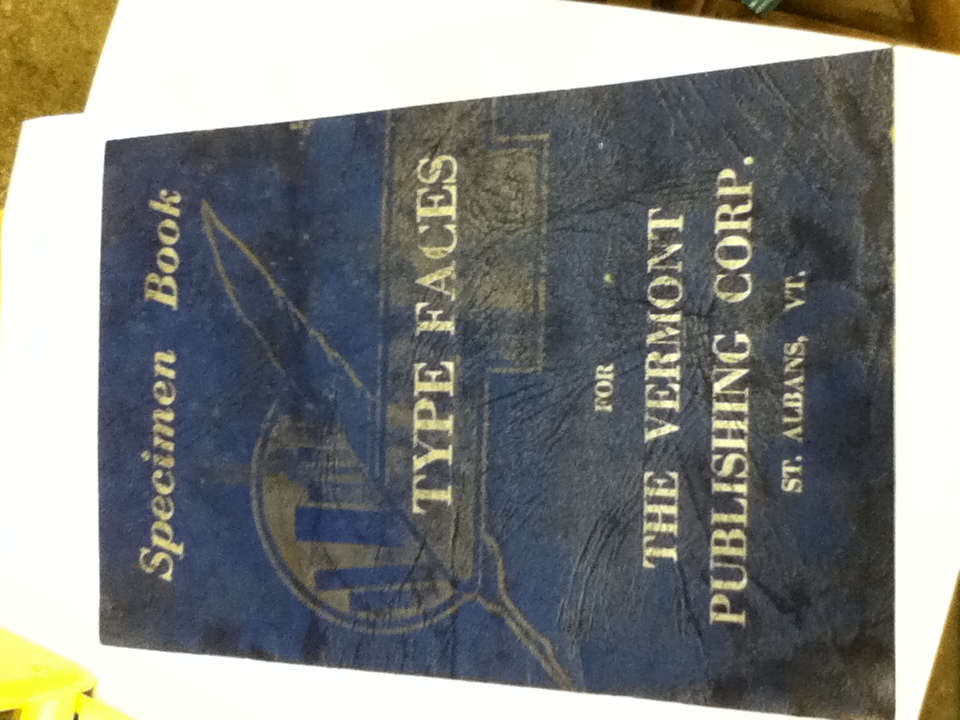 Specimen Book
TYPE FACES
FOR
THE VERMONT
PUBLISHING CORP.
ST. ALBANS, VT.